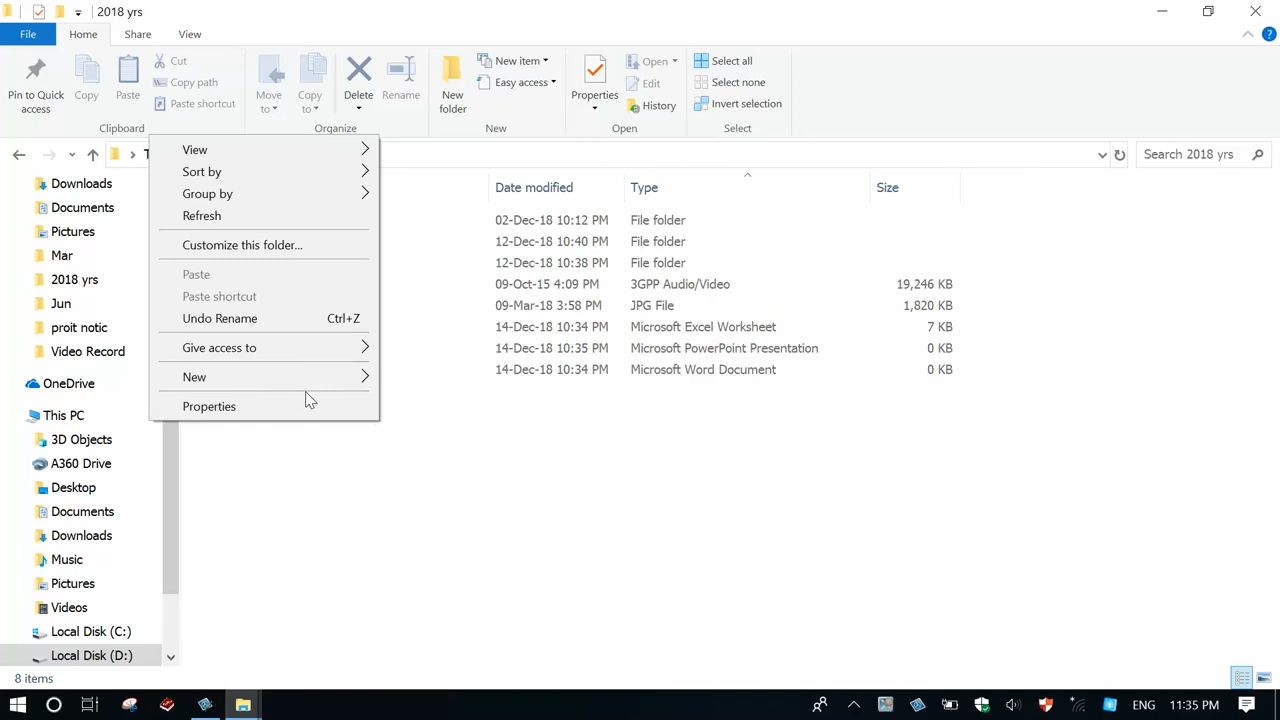 2018 yrs
File Home Share View
Pin to Quick access
Copy
Paste
Cut
Copy path
Paste shortcut
Clipboard
Move to
Copy to
Delete
Rename
Organize
New folder
New item
Easy access
New
Properties
Open
Edit
History
Open
Select all
Select none
Invert selection
Select
Search 2018 yrs
Downloads
Documents
Pictures
Mar
2018 yrs
Jun
proit notic
Video Record
OneDrive
This PC
3D Objects
A360 Drive
Desktop
Documents
Downloads
Music
Pictures
Videos
Local Disk (C:)
Local Disk (D:)
View
Sort by
Group by
Refresh
Customize this folder...
Paste
Paste shortcut
Undo Rename Ctrl+Z
Give access to
New
Properties
Date modified Type Size
02-Dec-18 10:12 PM File folder
12-Dec-18 10:40 PM File folder
12-Dec-18 10:38 PM File folder
09-Oct-15 4:09 PM 3GPP Audio/Video 19,246 KB
09-Mar-18 3:58 PM JPG File 1,820 KB
14-Dec-18 10:34 PM Microsoft Excel Worksheet 7 KB
14-Dec-18 10:35 PM Microsoft PowerPoint Presentation 0 KB
14-Dec-18 10:34 PM Microsoft Word Document 0 KB
8 items
ENG 11:35 PM